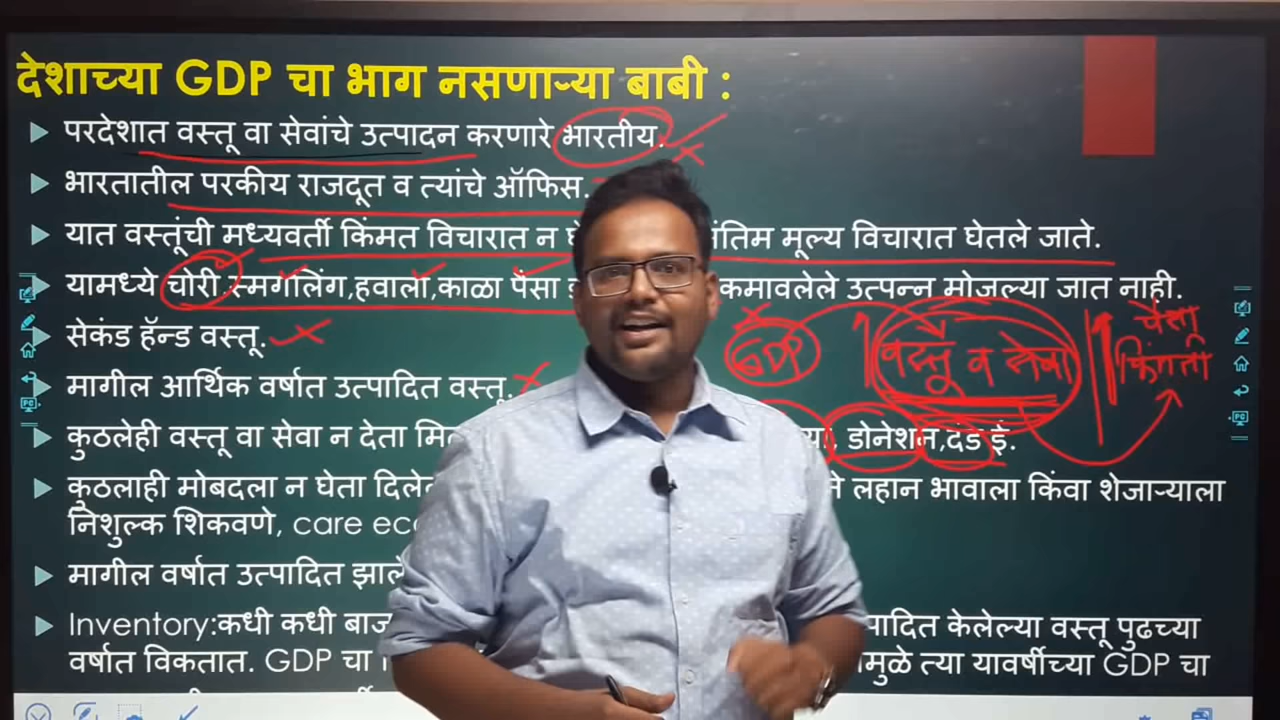 देशाच्या GDP चा भाग नसणाऱ्या बाबी :
परदेशात वस्तू वा सेवांचे उत्पादन करणारे भारतीय.
भारतातील परकीय राजदूत व त्यांचे ऑफिस.
यात वस्तूंची मध्यवर्ती किंमत विचारात न मूल्य विचारात घेतले जाते.
यामध्ये चोरी,स्मगलिंग,हवाला,काळा पैसा कमावलेले उत्पन्न मोजल्या जात नाही.
सेकंड हॅन्ड वस्तू.
GDP वस्तू व सेवा
पैसा किंमती
मागील आर्थिक वर्षात उत्पादित वस्तू.
कुठलेही वस्तू वा सेवा न देता डोनेशन,दंड ई.
कुठलाही मोबदला न घेता लहान भावाला किंवा शेजाऱ्याला
निशुल्क शिकवणे, care
मागील वर्षात उत्पादित
Inventory:कधी कधी केलेल्या वस्तू पुढच्या
वर्षात विकतात. GDP चा त्या यावर्षीच्या GDP चा